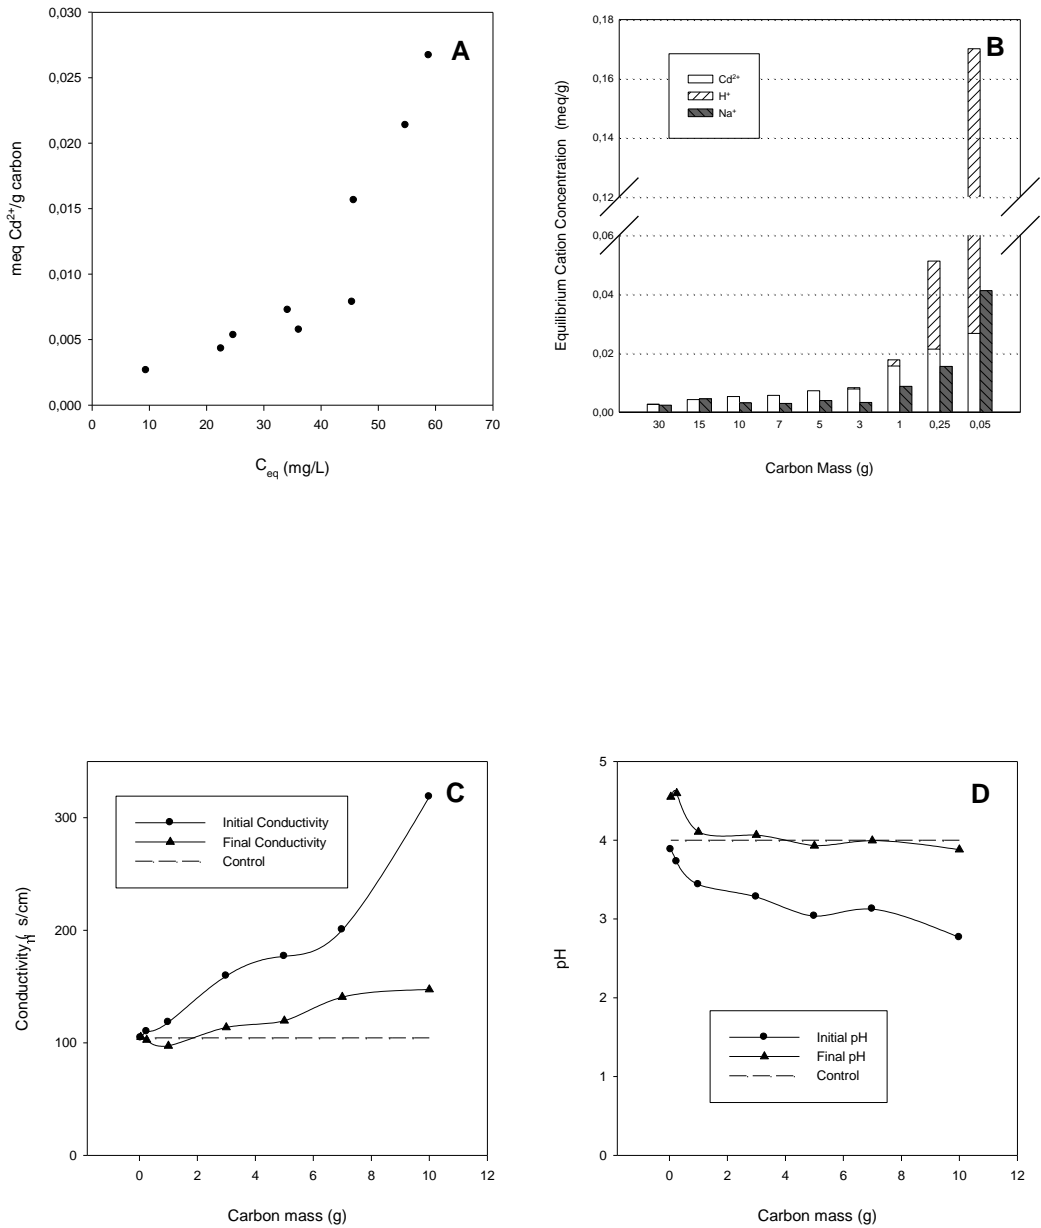 0,030
0,025
0,020
0,015
0,010
0,005
0,000
meq Cd2+/g carbon
A
0 10 20 30 40 50 60 70
Ceq (mg/L)
0,18
0,16
0,14
0,12
0,06
0,04
0,02
0,00
Equilibrium Cation Concentration (meq/g)
B
Cd2+
H+
Na+
30 15 10 7 5 3 1 0,25 0,05
Carbon Mass (g)
300
200
100
0
C
Initial Conductivity
Final Conductivity
Control
0 2 4 6 8 10 12
Carbon mass (g)
Conductivity ( s/cm)
5
4
3
2
1
0
pH
D
Initial pH
Final pH
Control
0 2 4 6 8 10 12
Carbon mass (g)